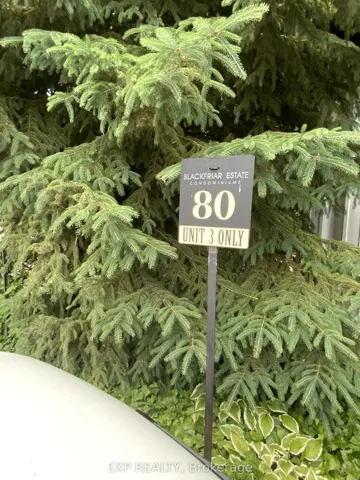 BLACKFRIAR ESTATE
CONDOMINIUMS
80
UNIT 3 ONLY
EXP REALTY, Brokerage